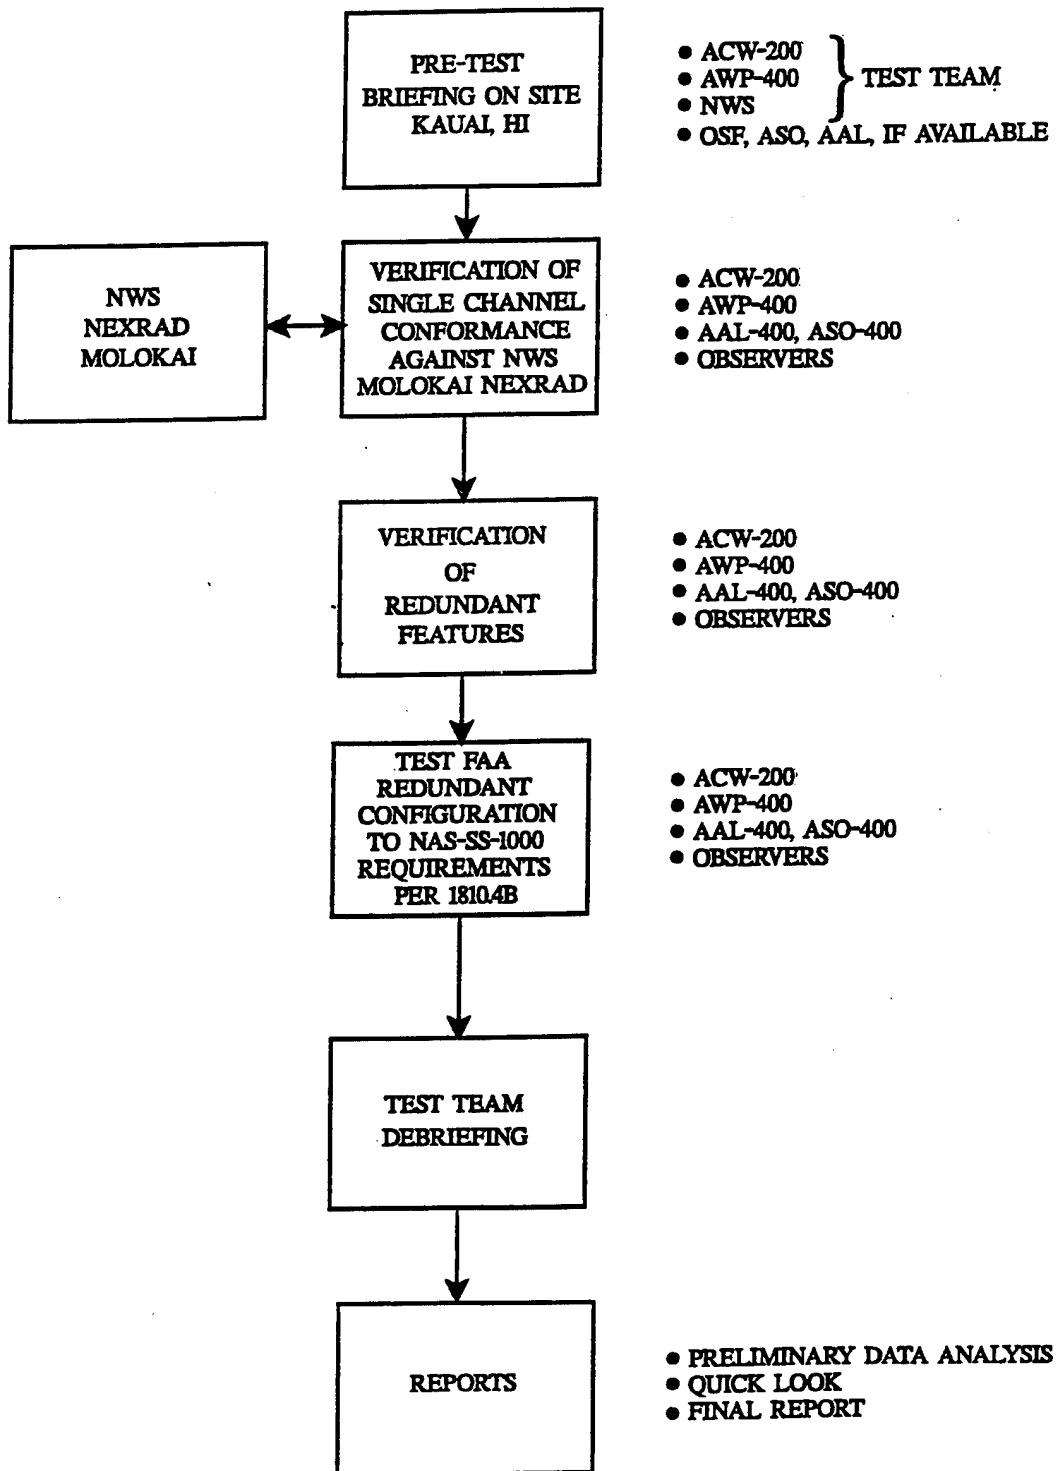 PRE-TEST
BRIEFING ON SITE
KAUAI, HI
• ACW-200
• AWP-400
• NWS
TEST TEAM
• OSF, ASO, AAL, IF AVAILABLE
NWS
NEXRAD
MOLOKAI
VERIFICATION OF
SINGLE CHANNEL
CONFORMANCE
AGAINST NWS
MOLOKAI NEXRAD
• ACW-200
• AWP-400
• AAL-400, ASO-400
• OBSERVERS
VERIFICATION
OF
REDUNDANT
FEATURES
• ACW-200
• AWP-400
• AAL-400, ASO-400
• OBSERVERS
TEST FAA
REDUNDANT
CONFIGURATION
TO NAS-SS-1000
REQUIREMENTS
PER 1810.4B
• ACW-200
• AWP-400
• AAL-400, ASO-400
• OBSERVERS
TEST TEAM
DEBRIEFING
REPORTS
• PRELIMINARY DATA ANALYSIS
• QUICK LOOK
• FINAL REPORT